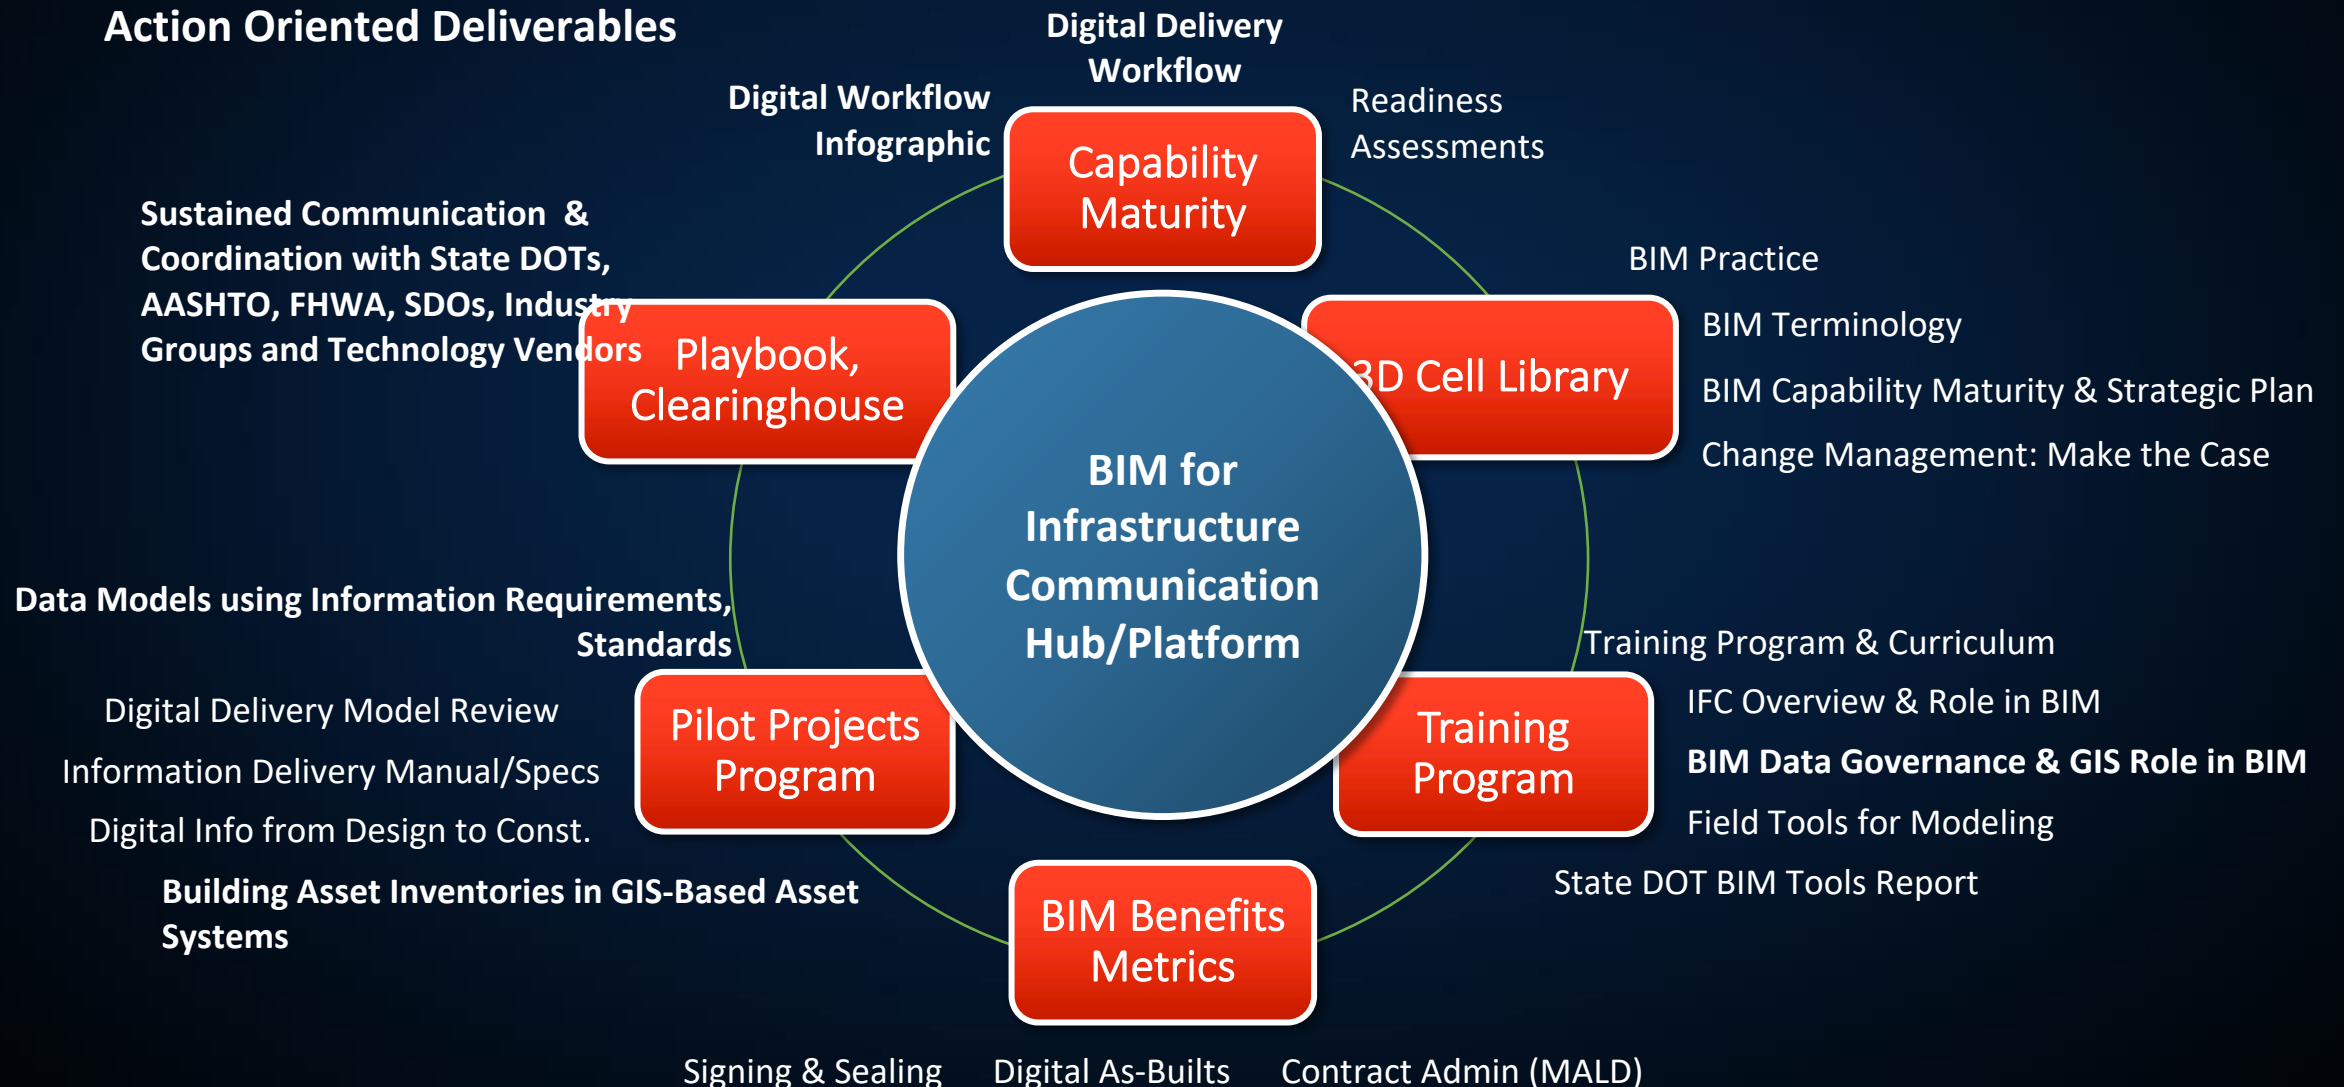 Action Oriented Deliverables
Digital Delivery
Workflow
Digital Workflow
Infographic
Readiness
Assessments
Capability
Maturity
Sustained Communication  &
Coordination with State DOTs,
AASHTO, FHWA, SDOs, Industry
Groups and Technology Vendors
Playbook,
Clearinghouse
BIM Practice
3D Cell Library
BIM Terminology
BIM Capability Maturity & Strategic Plan
Change Management: Make the Case
BIM for
Infrastructure
Communication
Hub/Platform
Data Models using Information Requirements,
Standards
Digital Delivery Model Review
Information Delivery Manual/Specs
Digital Info from Design to Const.
Building Asset Inventories in GIS-Based Asset
Systems
Pilot Projects
Program
Training Program & Curriculum
Training
Program
IFC Overview & Role in BIM
BIM Data Governance & GIS Role in BIM
Field Tools for Modeling
State DOT BIM Tools Report
BIM Benefits
Metrics
Signing & Sealing
Digital As-Builts
Contract Admin (MALD)